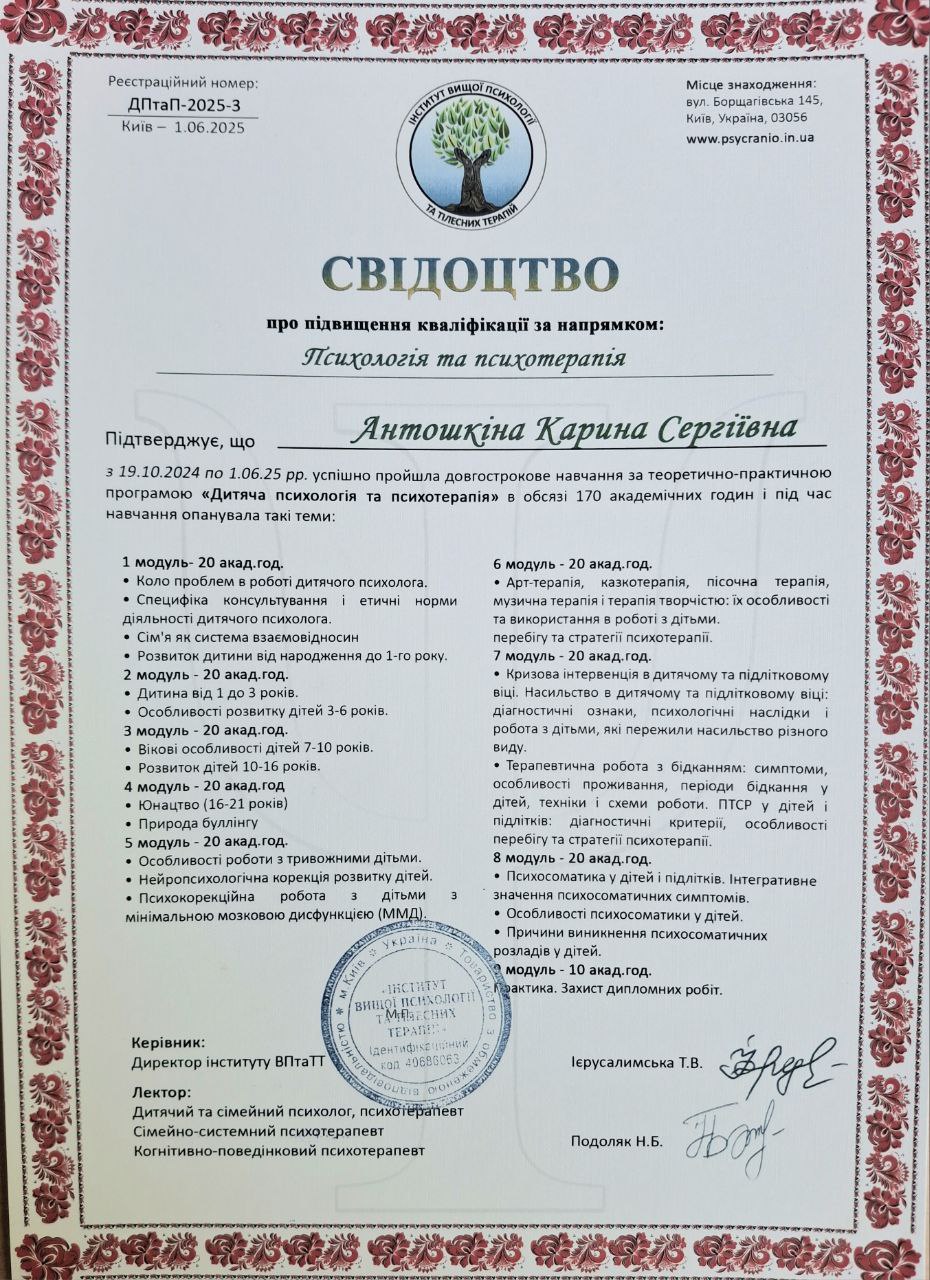 Реєстраційний номер:
ДПтаП-2025-3
Київ – 1.06.2025
ІНСТИТУТ ВИЩОЇ ПСИХОЛОГІЇ
ТА ТІЛЕСНИХ ТЕРАПІЙ
Місце знаходження:
вул. Борщагівська 145,
Київ, Україна, 03056
www.psycranio.in.ua
СВІДОЦТВО
про підвищення кваліфікації за напрямком:
Психологія та психотерапія
Підтверджує, що Антошкіна Карина Сергіївна
з 19.10.2024 по 1.06.25 рр. успішно пройшла довгострокове навчання за теоретично-практичною
програмою «Дитяча психологія та психотерапія» в обсязі 170 академічних годин і під час
навчання опанувала такі теми:
1 модуль- 20 акад.год.
• Коло проблем в роботі дитячого психолога.
• Специфіка консультування і етичні норми
діяльності дитячого психолога.
• Сім'я як система взаємовідносин
• Розвиток дитини від народження до 1-го року.
2 модуль - 20 акад.год.
• Дитина від 1 до 3 років.
• Особливості розвитку дітей 3-6 років.
3 модуль - 20 акад.год.
• Вікові особливості дітей 7-10 років.
• Розвиток дітей 10-16 років.
4 модуль - 20 акад.год
• Юнацтво (16-21 років)
• Природа буллінгу
5 модуль - 20 акад.год.
• Особливості роботи з тривожними дітьми.
• Нейропсихологічна корекція розвитку дітей.
• Психокорекційна робота з дітьми з
мінімальною мозковою дисфункцією (ММД).
6 модуль - 20 акад.год.
• Арт-терапія, казкотерапія, пісочна терапія,
музична терапія і терапія творчістю: їх особливості
та використання в роботі з дітьми.
перебігу та стратегії психотерапії.
7 модуль - 20 акад.год.
• Кризова інтервенція в дитячому та підлітковому
віці. Насильство в дитячому та підлітковому віці:
діагностичні ознаки, психологічні наслідки і
робота з дітьми, які пережили насильство різного
виду.
• Терапевтична робота з бідканням: симптоми,
особливості проживання, періоди бідкання у
дітей, техніки і схеми роботи. ПТСР у дітей і
підлітків: діагностичні критерії, особливості
перебігу та стратегії психотерапії.
8 модуль - 20 акад.год.
• Психосоматика у дітей і підлітків. Інтегративне
значення психосоматичних симптомів.
• Особливості психосоматики у дітей.
• Причини виникнення психосоматичних
розладів у дітей.
9 модуль - 10 акад.год.
Практика. Захист дипломних робіт.
Україна * Товариство з обмеженою відповідальністю * м.Київ
ІНСТИТУТ
ВИЩОЇ ПСИХОЛОГІЇ
ТА ТІЛЕСНИХ
ТЕРАПІЙ
Ідентифікаційний
код 40686063
М.П.
Керівник:
Директор інституту ВПтаТТ Ієрусалимська Т.В.
Лектор:
Дитячий та сімейний психолог, психотерапевт
Сімейно-системний психотерапевт
Когнітивно-поведінковий психотерапевт
Подоляк Н.Б.